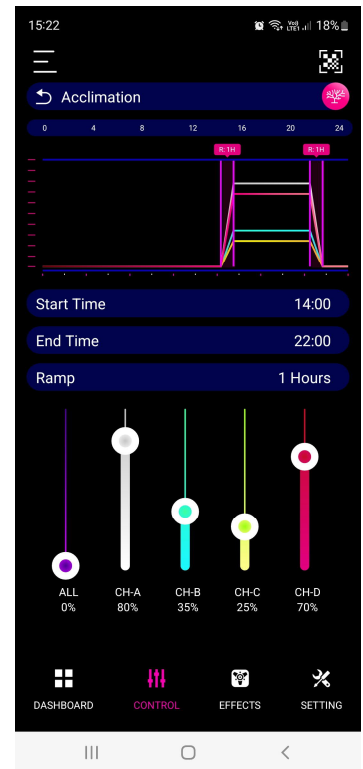 15:22 Vo) LTE1 18%
Acclimation
0 4 8 12 16 20 24
R:1H R:1H
Start Time 14:00
End Time 22:00
Ramp 1 Hours
ALL CH-A CH-B CH-C CH-D
0% 80% 35% 25% 70%
DASHBOARD CONTROL EFFECTS SETTING